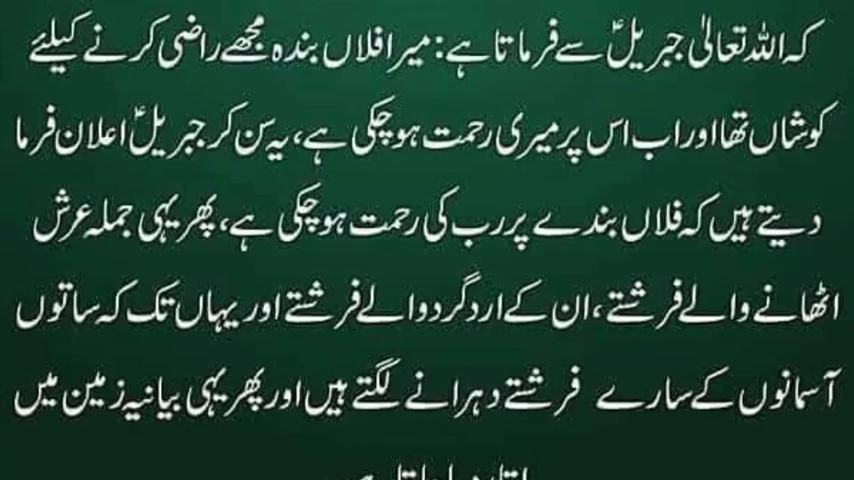 کہ اللہ تعالیٰ جبریلؑ سے فرماتا ہے: میرا فلاں بندہ مجھے راضی کرنے کیلئے
کوشاں تھا اور اب اس پر میری رحمت ہو چکی ہے، یہ سن کر جبریلؑ اعلان فرما
دیتے ہیں کہ فلاں بندے پر رب کی رحمت ہو چکی ہے، پھر یہی جملہ عرش
اٹھانے والے فرشتے، ان کے اردگرد والے فرشتے اور یہاں تک کہ ساتوں
آسمانوں کے سارے فرشتے دہرانے لگتے ہیں اور پھر یہی بیانیہ زمین میں